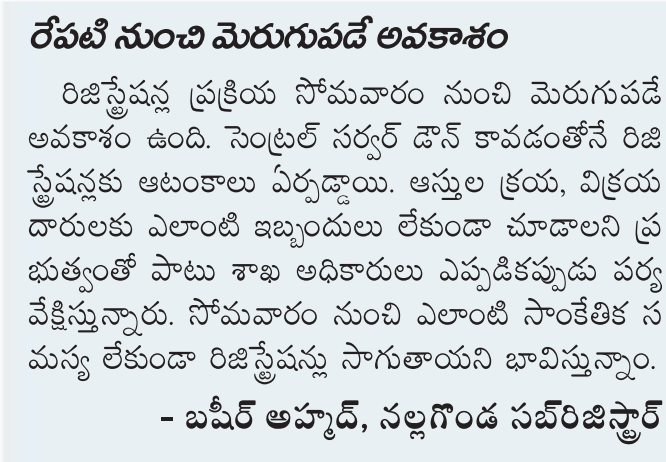 రేపటి నుంచి మెరుగుపడే అవకాశం
రిజిస్ట్రేషన్ల ప్రక్రియ సోమవారం నుంచి మెరుగుపడే
అవకాశం ఉంది. సెంట్రల్ సర్వర్ డౌన్ కావడంతోనే రిజి
స్ట్రేషన్లకు ఆటంకాలు ఏర్పడ్డాయి. ఆస్తుల క్రయ, విక్రయ
దారులకు ఎలాంటి ఇబ్బందులు లేకుండా చూడాలని ప్ర
భుత్వంతో పాటు శాఖ అధికారులు ఎప్పడికప్పుడు పర్య
వేక్షిస్తున్నారు. సోమవారం నుంచి ఎలాంటి సాంకేతిక స
మస్య లేకుండా రిజిస్ట్రేషన్లు సాగుతాయని భావిస్తున్నాం.
– బషీర్ అహ్మద్, నల్లగొండ సబ్‌రిజిస్ట్రార్